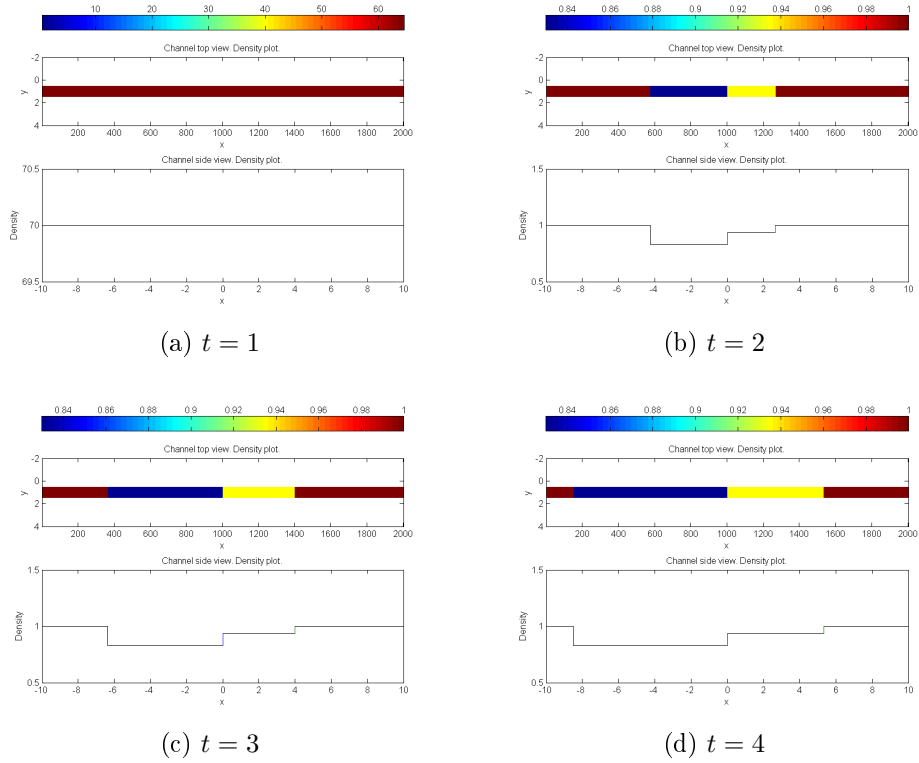 10 20 30 40 50 60
Channel top view. Density plot.
-2
0
2
4
y
200 400 600 800 1000 1200 1400 1600 1800 2000
x
Channel side view. Density plot.
70.5
70
69.5
Density
-10 -8 -6 -4 -2 0 2 4 6 8 10
x
(a) t = 1
0.84 0.86 0.88 0.9 0.92 0.94 0.96 0.98 1
Channel top view. Density plot.
-2
0
2
4
y
200 400 600 800 1000 1200 1400 1600 1800 2000
x
Channel side view. Density plot.
1.5
1
0.5
Density
-10 -8 -6 -4 -2 0 2 4 6 8 10
x
(b) t = 2
0.84 0.86 0.88 0.9 0.92 0.94 0.96 0.98 1
Channel top view. Density plot.
-2
0
2
4
y
200 400 600 800 1000 1200 1400 1600 1800 2000
x
Channel side view. Density plot.
1.5
1
0.5
Density
-10 -8 -6 -4 -2 0 2 4 6 8 10
x
(c) t = 3
0.84 0.86 0.88 0.9 0.92 0.94 0.96 0.98 1
Channel top view. Density plot.
-2
0
2
4
y
200 400 600 800 1000 1200 1400 1600 1800 2000
x
Channel side view. Density plot.
1.5
1
0.5
Density
-10 -8 -6 -4 -2 0 2 4 6 8 10
x
(d) t = 4